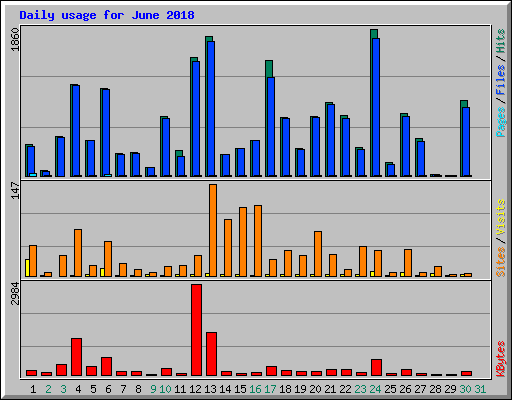 Daily usage for June 2018
1860
Pages / Files / Hits
147
Sites / Visits
2984
KBytes
1 2 3 4 5 6 7 8 9 10 11 12 13 14 15 16 17 18 19 20 21 22 23 24 25 26 27 28 29 30 31